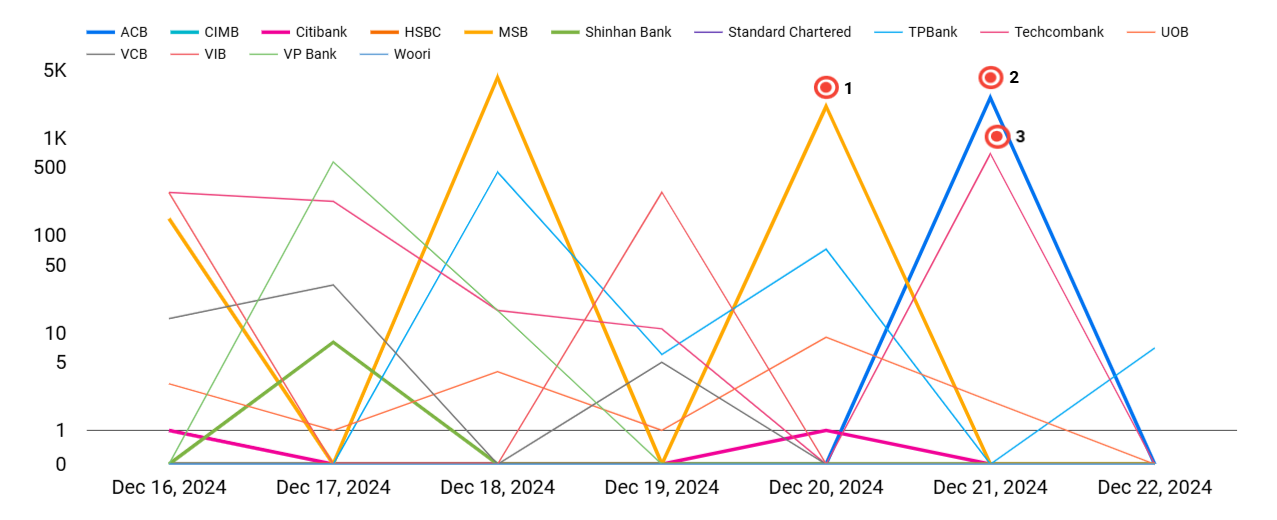 ACB CIMB Citibank HSBC MSB Shinhan Bank Standard Chartered TPBank Techcombank UOB
VCB VIB VP Bank Woori
5K
1
2
1K
3
500
100
50
10
5
1
0
Dec 16, 2024 Dec 17, 2024 Dec 18, 2024 Dec 19, 2024 Dec 20, 2024 Dec 21, 2024 Dec 22, 2024